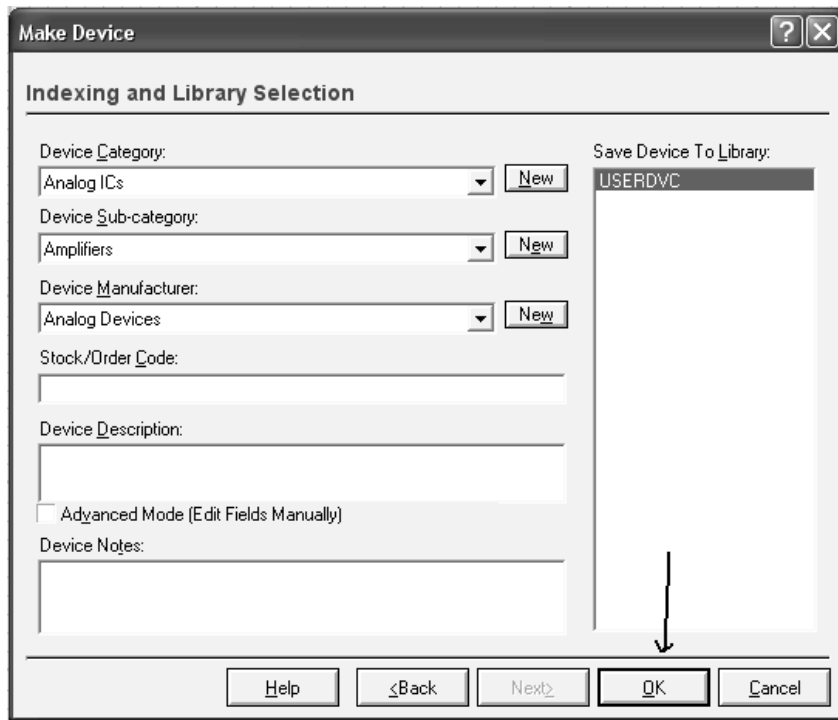 Make Device
Indexing and Library Selection
Device Category:
Analog ICs
New
Device Sub-category:
Amplifiers
New
Device Manufacturer:
Analog Devices
New
Stock/Order Code:
Device Description:
Advanced Mode (Edit Fields Manually)
Device Notes:
Save Device To Library:
USERDVC
Help
<Back
Next>
OK
Cancel